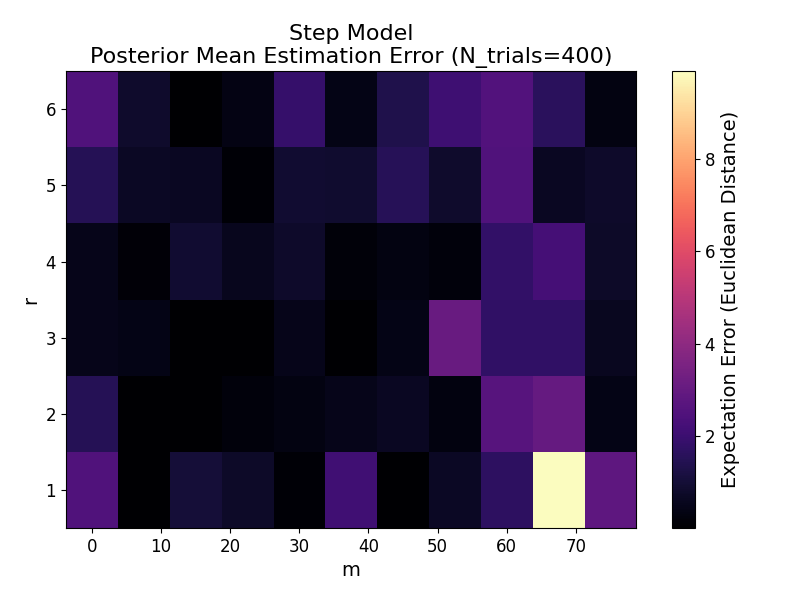 Step Model
Posterior Mean Estimation Error (N_trials=400)
6
5
4
3
2
1
r
0 10 20 30 40 50 60 70
m
8
6
4
2
Expectation Error (Euclidean Distance)